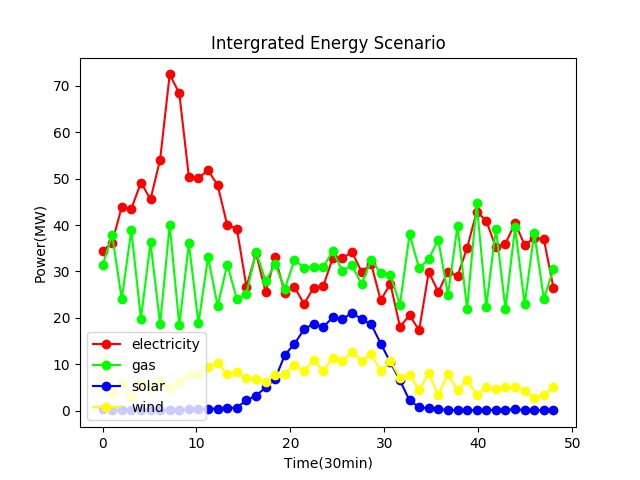 Intergrated Energy Scenario
Power(MW)
70
60
50
40
30
20
10
0
electricity
gas
solar
wind
0 10 20 30 40 50
Time(30min)